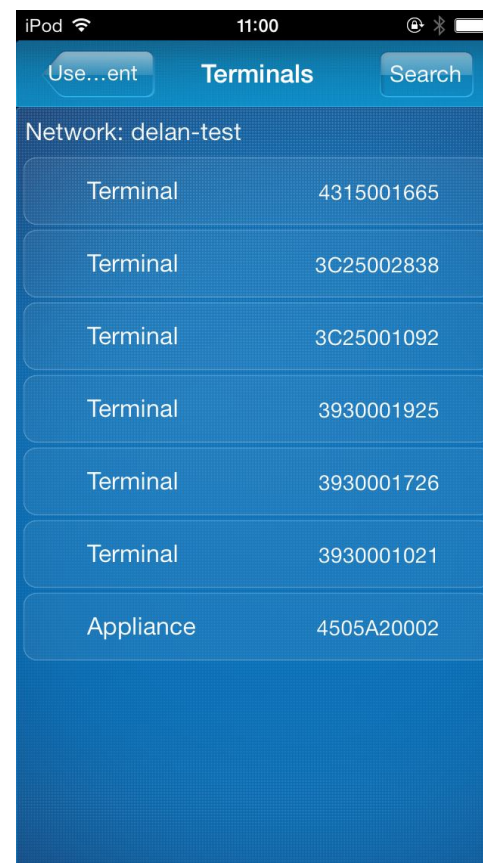 iPod 11:00
Use...ent Terminals Search
Network: delan-test
Terminal 4315001665
Terminal 3C25002838
Terminal 3C25001092
Terminal 3930001925
Terminal 3930001726
Terminal 3930001021
Appliance 4505A20002